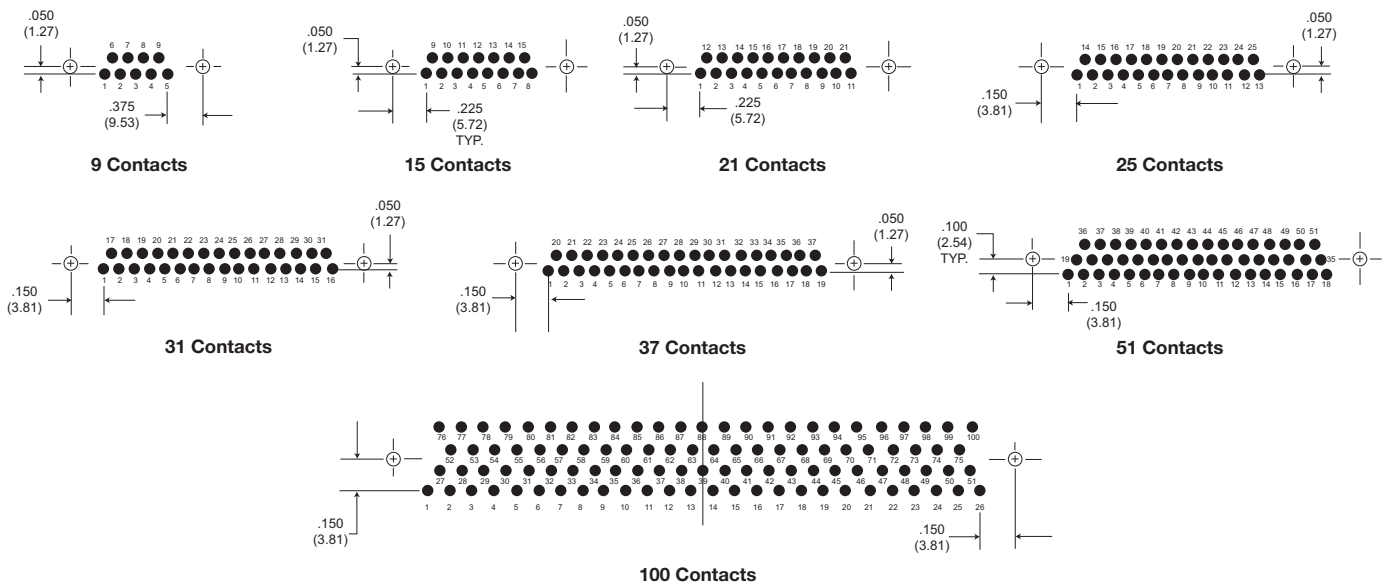 .050
(1.27)
6 7 8 9
1 2 3 4 5
.375
(9.53)
9 Contacts
.050
(1.27)
9 10 11 12 13 14 15
1 2 3 4 5 6 7 8
.225
(5.72)
TYP.
15 Contacts
.050
(1.27)
12 13 14 15 16 17 18 19 20 21
1 2 3 4 5 6 7 8 9 10 11
.225
(5.72)
21 Contacts
.050
(1.27)
14 15 16 17 18 19 20 21 22 23 24 25
1 2 3 4 5 6 7 8 9 10 11 12 13
.150
(3.81)
25 Contacts
.050
(1.27)
17 18 19 20 21 22 23 24 25 26 27 28 29 30 31
1 2 3 4 5 6 7 8 9 10 11 12 13 14 15 16
.150
(3.81)
31 Contacts
.050
(1.27)
20 21 22 23 24 25 26 27 28 29 30 31 32 33 34 35 36 37
1 2 3 4 5 6 7 8 9 10 11 12 13 14 15 16 17 18 19
.150
(3.81)
37 Contacts
.100
(2.54)
TYP.
36 37 38 39 40 41 42 43 44 45 46 47 48 49 50 51
19 35
1 2 3 4 5 6 7 8 9 10 11 12 13 14 15 16 17 18
.150
(3.81)
51 Contacts
76 77 78 79 80 81 82 83 84 85 86 87 88 89 90 91 92 93 94 95 96 97 98 99 100
52 53 54 55 56 57 58 59 60 61 62 63 64 65 66 67 68 69 70 71 72 73 74 75
27 28 29 30 31 32 33 34 35 36 37 38 39 40 41 42 43 44 45 46 47 48 49 50 51
1 2 3 4 5 6 7 8 9 10 11 12 13 14 15 16 17 18 19 20 21 22 23 24 25 26
.150
(3.81)
.150
(3.81)
100 Contacts